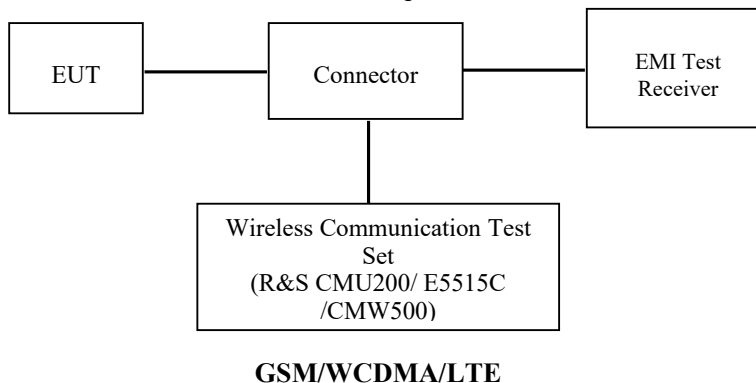 EUT
Connector
EMI Test
Receiver
Wireless Communication Test
Set
(R&S CMU200/ E5515C
/CMW500)
GSM/WCDMA/LTE